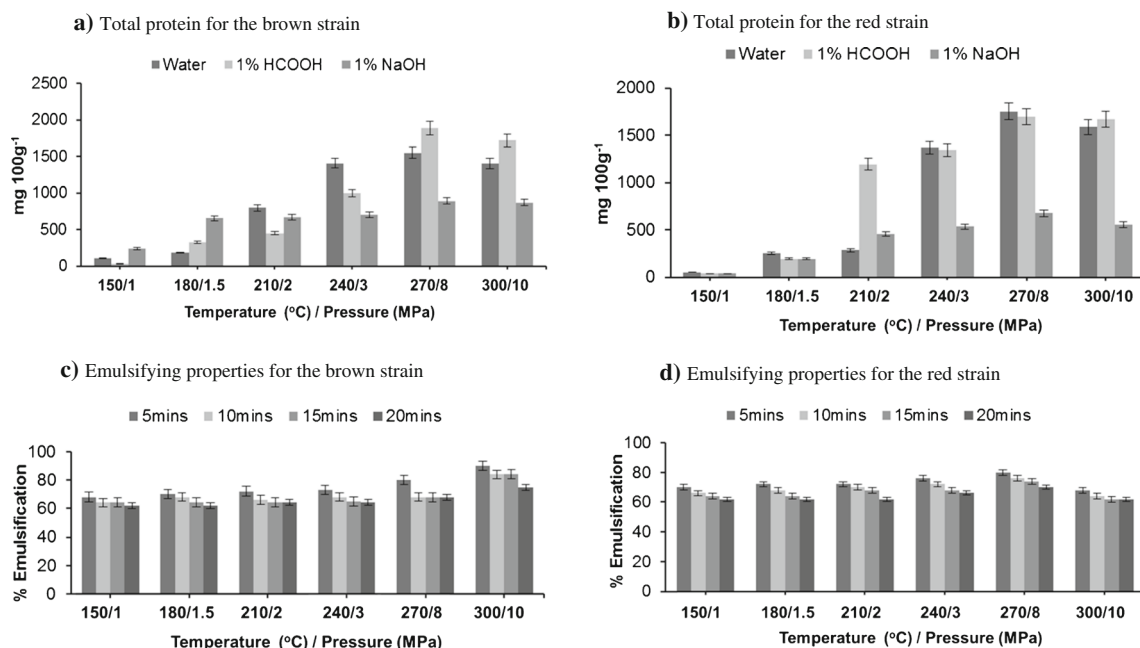 a) Total protein for the brown strain
Water 1% HCOOH 1% NaOH
2500
2000
1500
1000
500
0
mg 100g-1
150/1 180/1.5 210/2 240/3 270/8 300/10
Temperature (oC) / Pressure (MPa)
b) Total protein for the red strain
Water 1% HCOOH 1% NaOH
2000
1500
1000
500
0
mg 100g-1
150/1 180/1.5 210/2 240/3 270/8 300/10
Temperature (oC) / Pressure (MPa)
c) Emulsifying properties for the brown strain
5mins 10mins 15mins 20mins
100
80
60
40
20
0
% Emulsification
150/1 180/1.5 210/2 240/3 270/8 300/10
Temperature (oC) / Pressure (MPa)
d) Emulsifying properties for the red strain
5mins 10mins 15mins 20mins
100
80
60
40
20
0
% Emulsification
150/1 180/1.5 210/2 240/3 270/8 300/10
Temperature (oC) / Pressure (MPa)